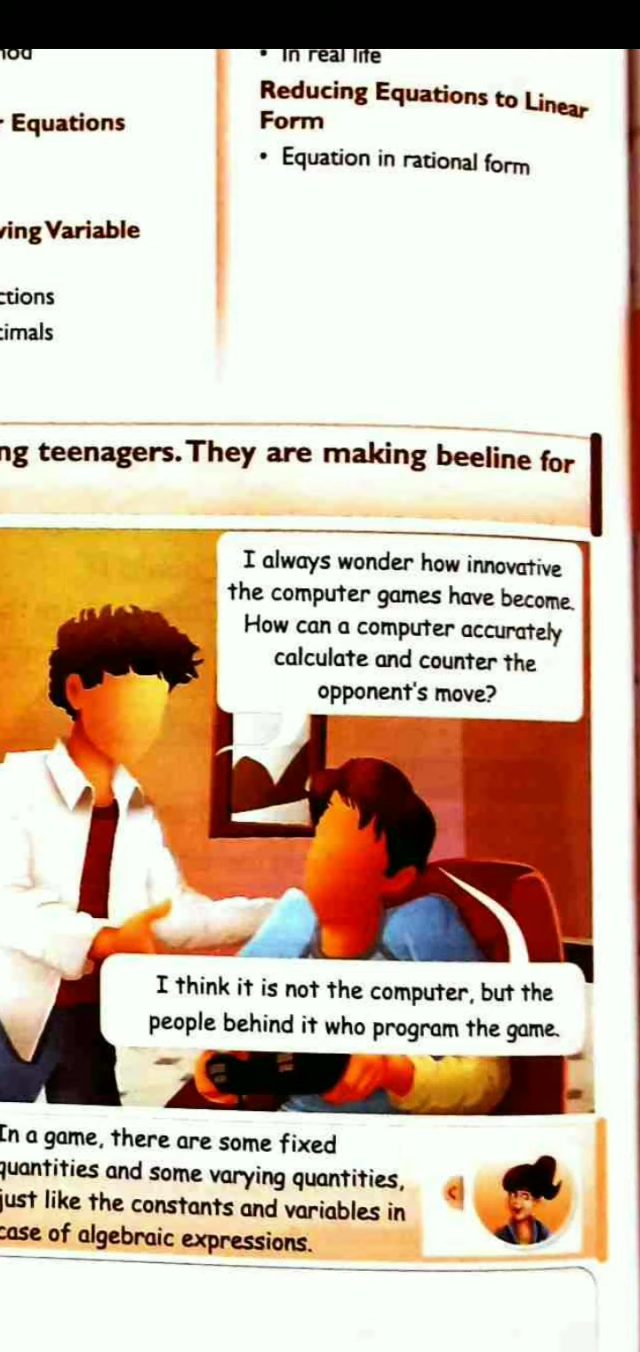 r Equations
ving Variable
ctions
cimals
• In real life
Reducing Equations to Linear
Form
• Equation in rational form
ng teenagers. They are making beeline for
I always wonder how innovative
the computer games have become.
How can a computer accurately
calculate and counter the
opponent's move?
I think it is not the computer, but the
people behind it who program the game.
In a game, there are some fixed
quantities and some varying quantities,
just like the constants and variables in
case of algebraic expressions.